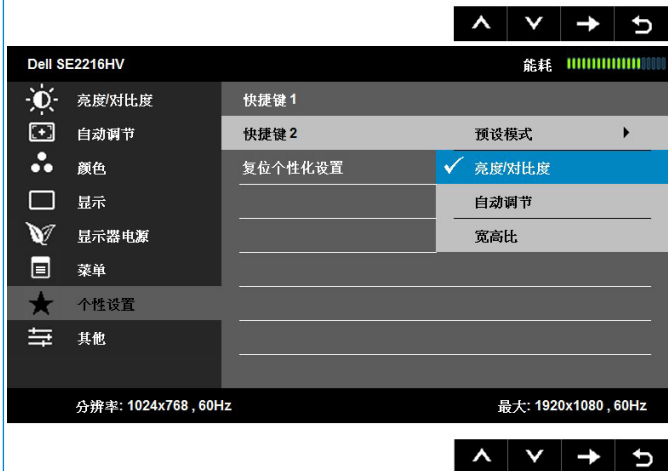 Dell SE2216HV 能耗
亮度/对比度 快捷键 1
自动调节 快捷键 2 预设模式
颜色 复位个性化设置 亮度/对比度
显示 自动调节
显示器电源 宽高比
菜单
个性设置
其他
分辨率: 1024x768 , 60Hz 最大: 1920x1080 , 60Hz